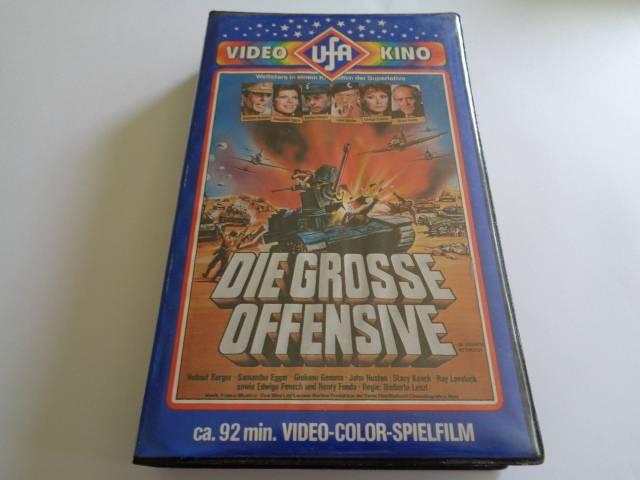 VIDEO UfA KINO
Weltstars in einem Kriegsfilm der Superlative
DIE GROSSE
OFFENSIVE
Helmut Berger · Samantha Eggar · Giuliano Gemma · John Huston · Stacy Keach · Ray Lovelock
sowie Edwige Fenech und Henry Fonda · Regie: Umberto Lenzi
ca. 92 min. VIDEO-COLOR-SPIELFILM